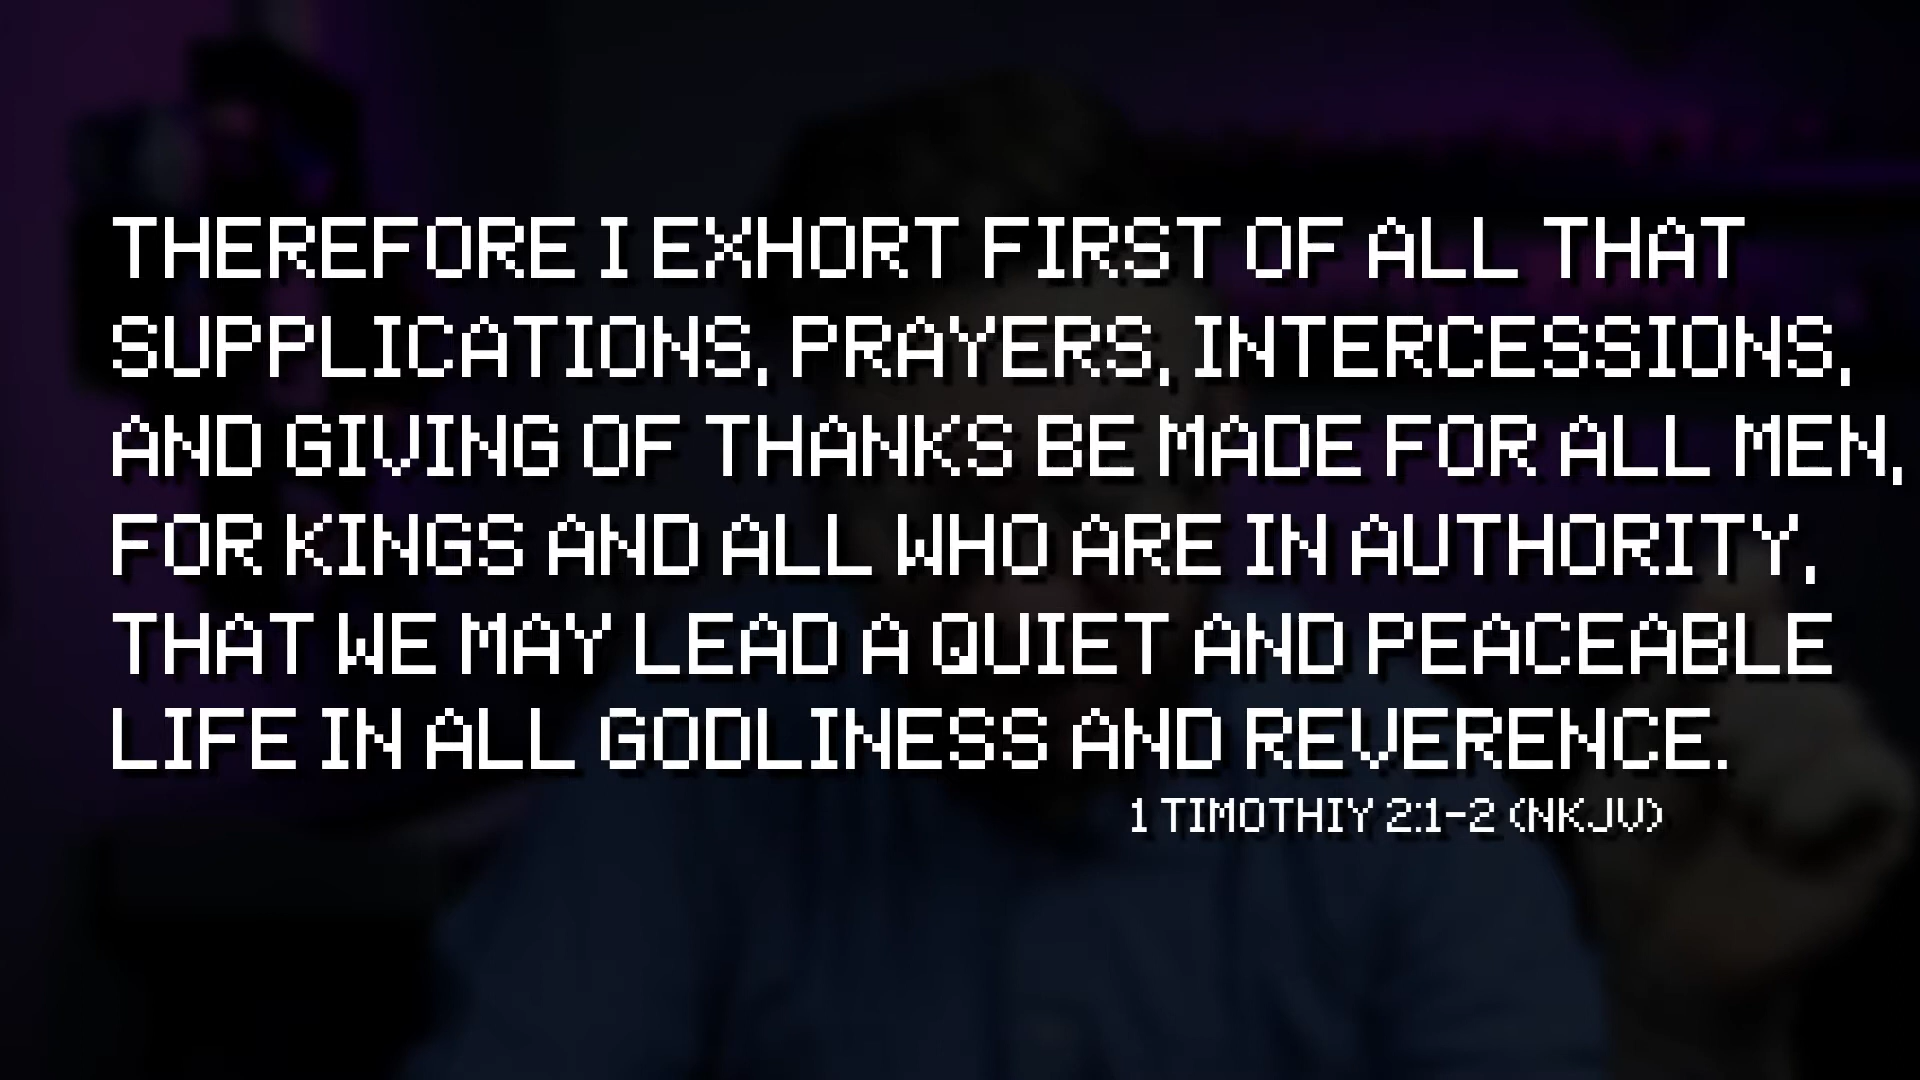 THEREFORE I EXHORT FIRST OF ALL THAT
SUPPLICATIONS, PRAYERS, INTERCESSIONS,
AND GIVING OF THANKS BE MADE FOR ALL MEN,
FOR KINGS AND ALL WHO ARE IN AUTHORITY,
THAT WE MAY LEAD A QUIET AND PEACEABLE
LIFE IN ALL GODLINESS AND REVERENCE.
1 TIMOTHIY 2:1-2 (NKJV)